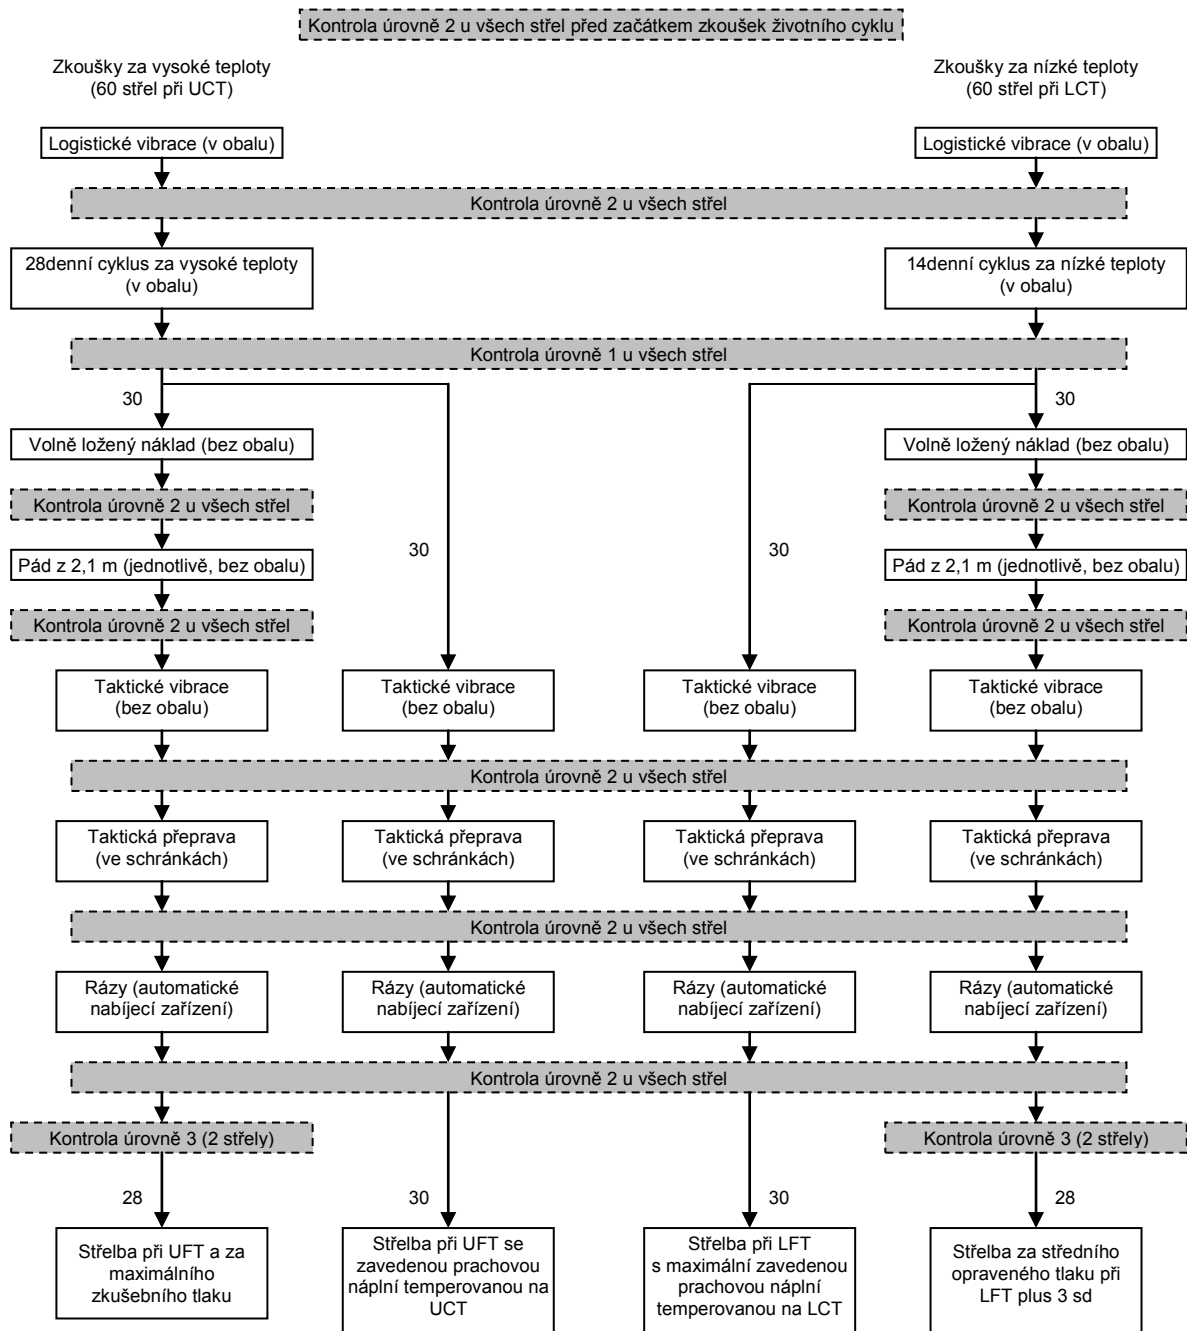 Kontrola úrovně 2 u všech střel před začátkem zkoušek životního cyklu
Zkoušky za vysoké teploty
(60 střel při UCT)
Zkoušky za nízké teploty
(60 střel při LCT)
Logistické vibrace (v obalu)
Logistické vibrace (v obalu)
Kontrola úrovně 2 u všech střel
28denní cyklus za vysoké teploty
(v obalu)
14denní cyklus za nízké teploty
(v obalu)
Kontrola úrovně 1 u všech střel
30
30
Volně ložený náklad (bez obalu)
Volně ložený náklad (bez obalu)
Kontrola úrovně 2 u všech střel
Kontrola úrovně 2 u všech střel
30
30
Pád z 2,1 m (jednotlivě, bez obalu)
Pád z 2,1 m (jednotlivě, bez obalu)
Kontrola úrovně 2 u všech střel
Kontrola úrovně 2 u všech střel
Taktické vibrace
(bez obalu)
Taktické vibrace
(bez obalu)
Taktické vibrace
(bez obalu)
Taktické vibrace
(bez obalu)
Kontrola úrovně 2 u všech střel
Taktická přeprava
(ve schránkách)
Taktická přeprava
(ve schránkách)
Taktická přeprava
(ve schránkách)
Taktická přeprava
(ve schránkách)
Kontrola úrovně 2 u všech střel
Rázy (automatické
nabíjecí zařízení)
Rázy (automatické
nabíjecí zařízení)
Rázy (automatické
nabíjecí zařízení)
Rázy (automatické
nabíjecí zařízení)
Kontrola úrovně 2 u všech střel
Kontrola úrovně 3 (2 střely)
Kontrola úrovně 3 (2 střely)
28
30
30
28
Střelba při UFT a za
maximálního
zkušebního tlaku
Střelba při UFT se
zavedenou prachovou
náplní temperovanou na
UCT
Střelba při LFT
s maximální zavedenou
prachovou náplní
temperovanou na LCT
Střelba za středního
opraveného tlaku při
LFT plus 3 sd